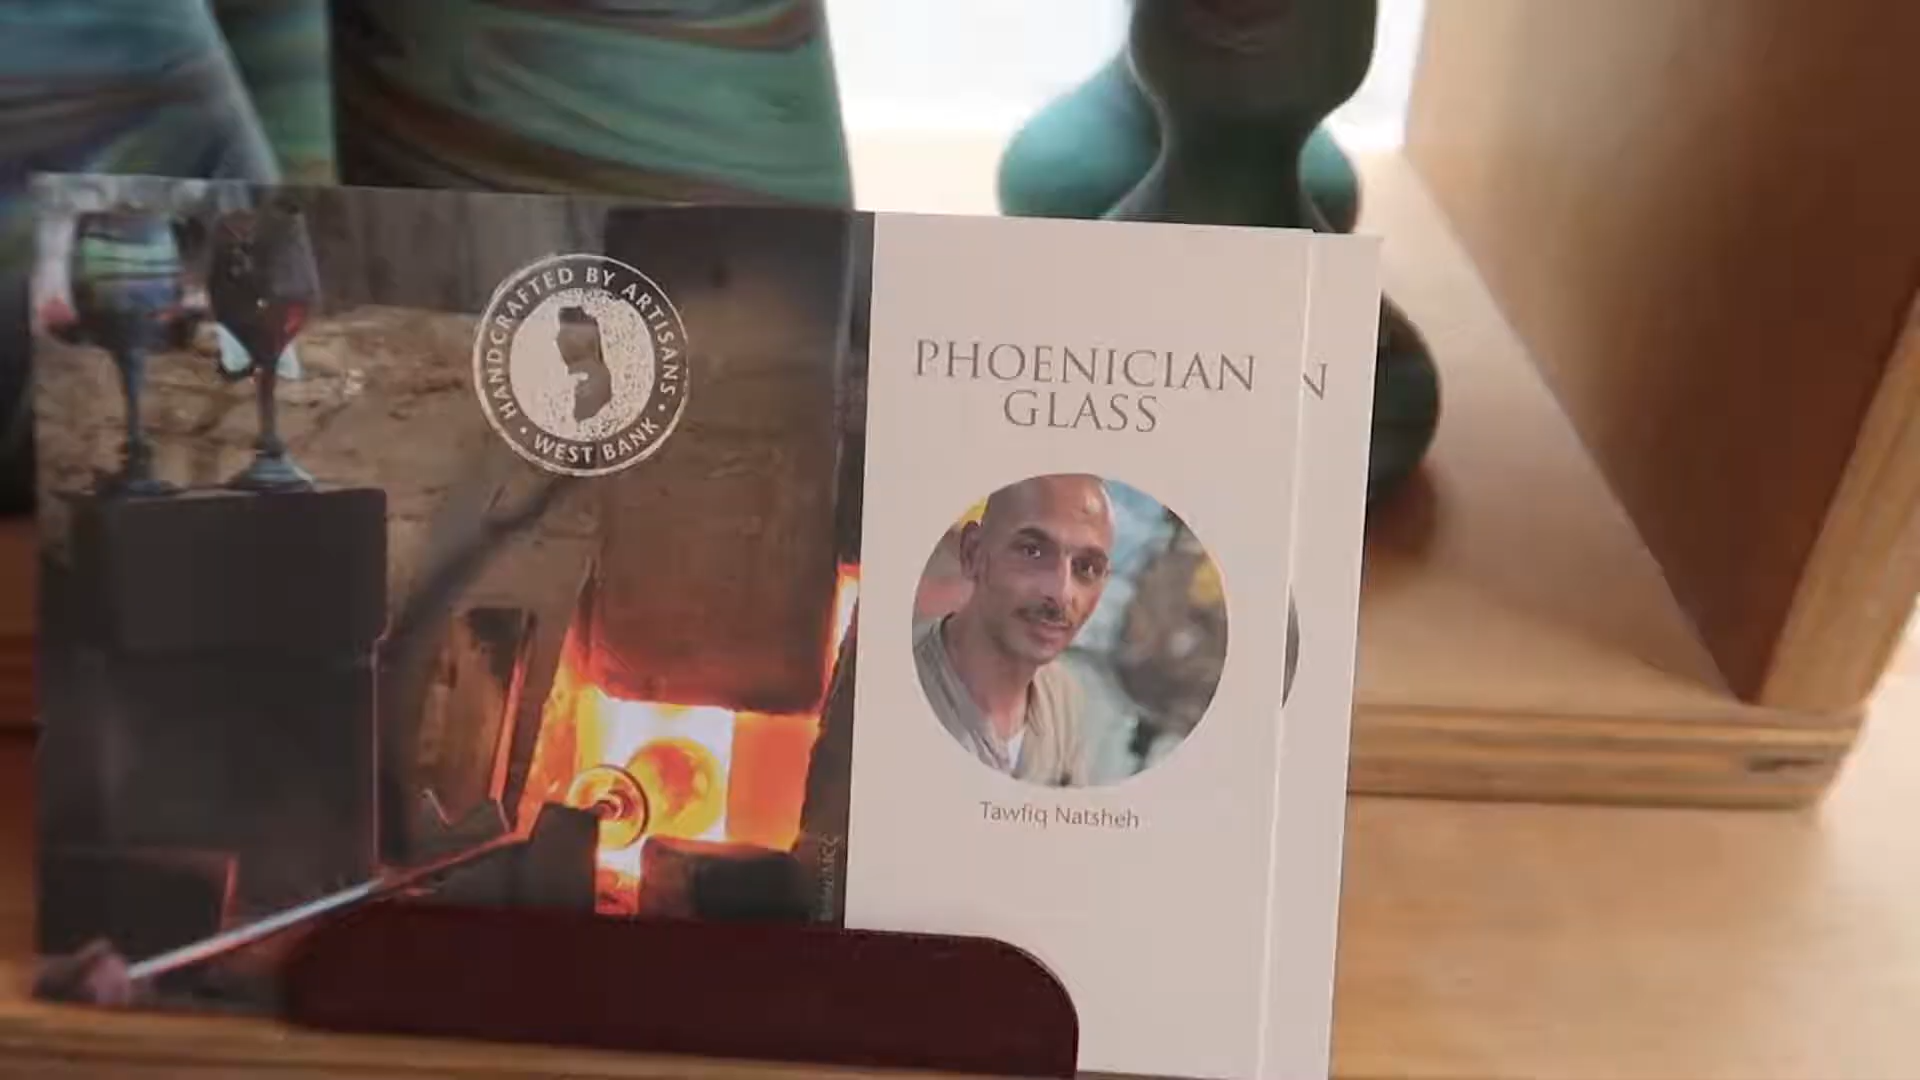 HANDCRAFTED BY ARTISANS
• WEST BANK •
PHOENICIAN
GLASS
N
Tawfiq Natsheh